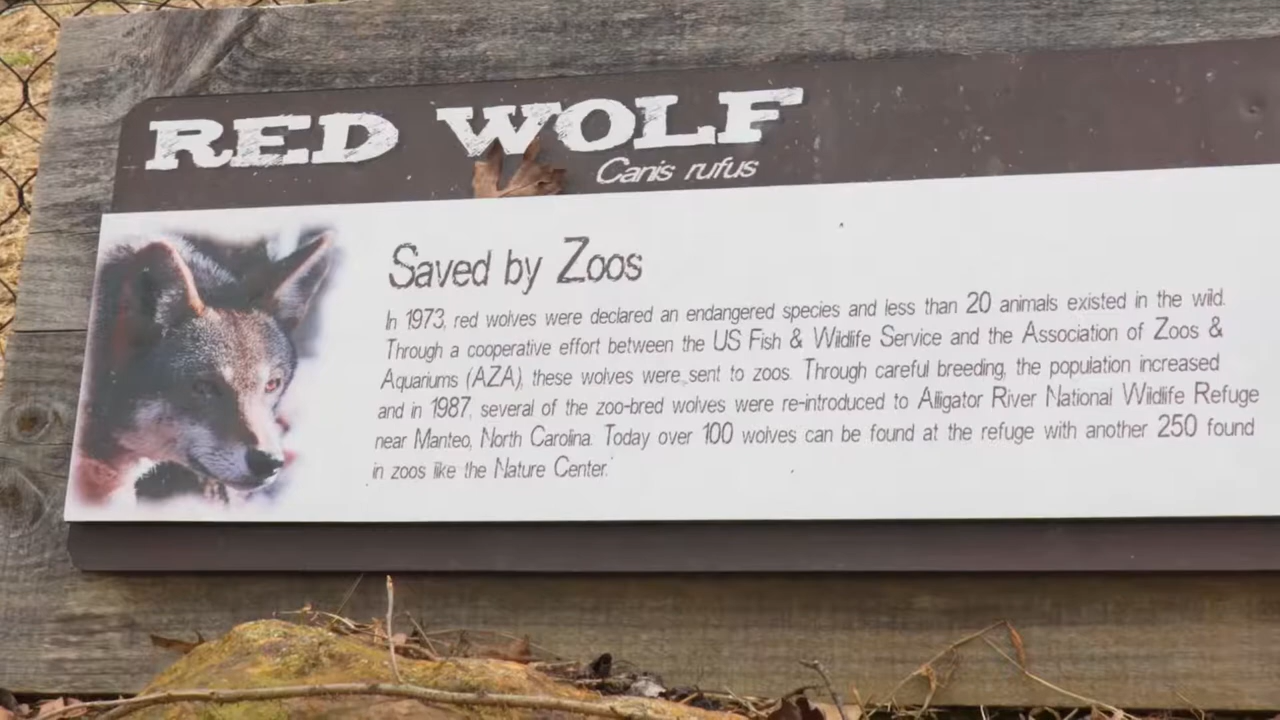 RED WOLF
Canis rufus
Saved by Zoos
In 1973, red wolves were declared an endangered species and less than 20 animals existed in the wild.
Through a cooperative effort between the US Fish & Wildlife Service and the Association of Zoos &
Aquariums (AZA), these wolves were sent to zoos. Through careful breeding, the population increased
and in 1987, several of the zoo-bred wolves were re-introduced to Alligator River National Wildlife Refuge
near Manteo, North Carolina. Today over 100 wolves can be found at the refuge with another 250 found
in zoos like the Nature Center.